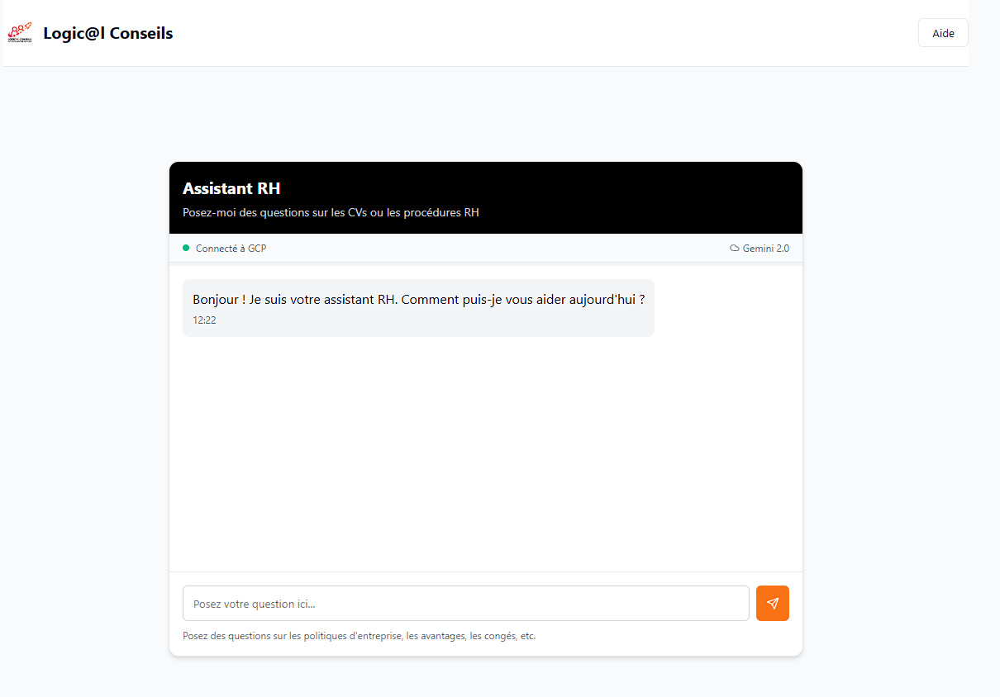 LOGIC@L CONSEILS
Logic@l Conseils
Aide
Assistant RH
Posez-moi des questions sur les CVs ou les procédures RH
Connecté à GCP
Gemini 2.0
Bonjour ! Je suis votre assistant RH. Comment puis-je vous aider aujourd'hui ?
12:22
Posez votre question ici...
Posez des questions sur les politiques d'entreprise, les avantages, les congés, etc.